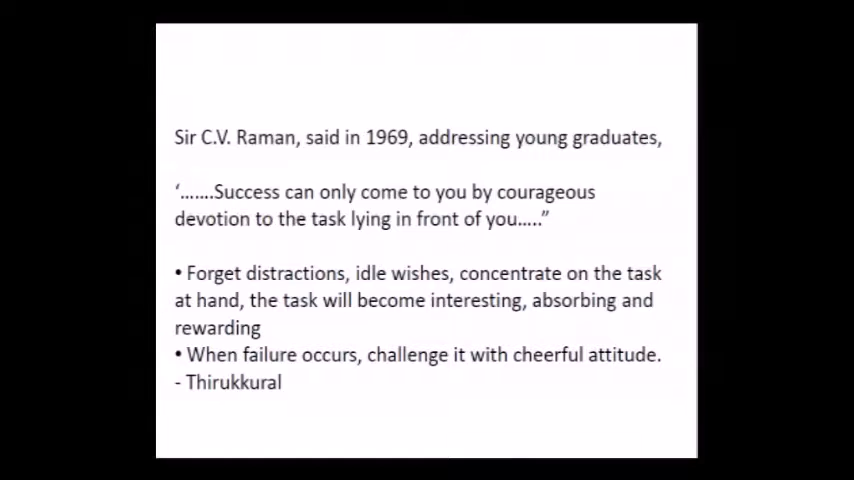 Sir C.V. Raman, said in 1969, addressing young graduates,
‘.......Success can only come to you by courageous
devotion to the task lying in front of you.....”
• Forget distractions, idle wishes, concentrate on the task
at hand, the task will become interesting, absorbing and
rewarding
• When failure occurs, challenge it with cheerful attitude.
- Thirukkural